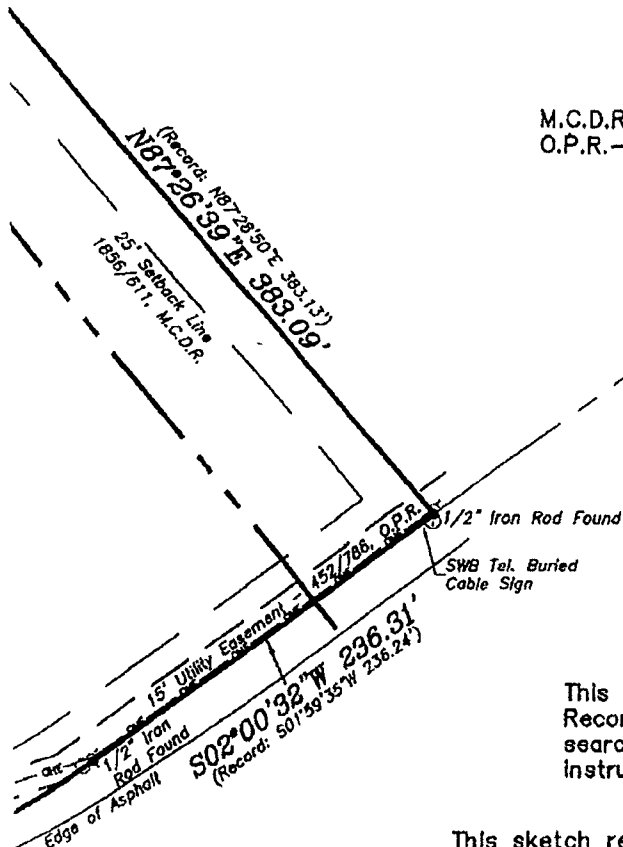 M.C.D.R
O.P.R.-
(Record: N87°28'50"E 383.13')
N87°26'39"E 383.09'
25' Setback Line
1856/611, M.C.D.R.
1/2" Iron Rod Found
SWB Tel. Buried
Cable Sign
15' Utility Easement - 452/786, O.P.R.
S02°00'32"W 236.31'
(Record: S01°59'35"W 236.24')
1/2" Iron
Rod Found
OHE
Edge of Asphalt
This
Recor
searc
instru
This sketch re